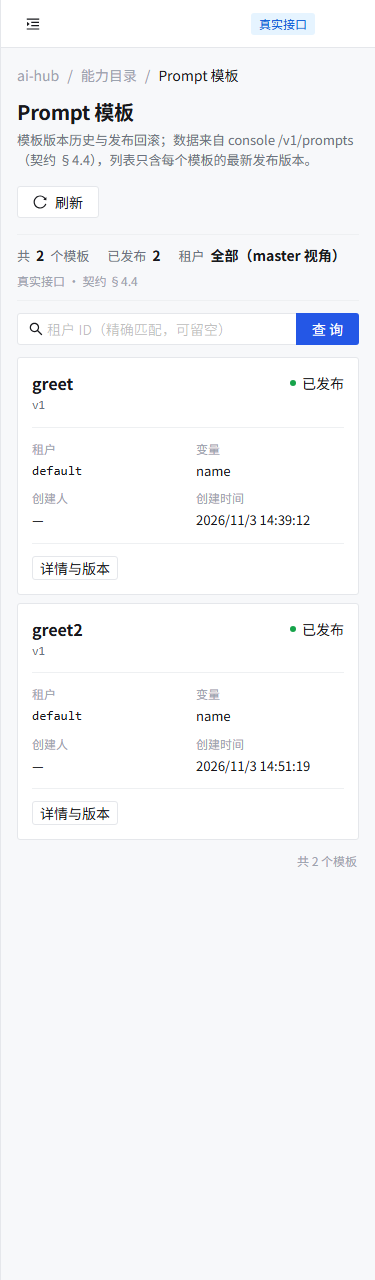 真实接口
ai-hub / 能力目录 / Prompt 模板
Prompt 模板
模板版本历史与发布回滚；数据来自 console /v1/prompts
（契约 §4.4），列表只含每个模板的最新发布版本。
刷新
共 2 个模板 已发布 2 租户 全部（master 视角）
真实接口 · 契约 §4.4
租户 ID（精确匹配，可留空） 查 询
greet 已发布
v1
租户 变量
default name
创建人 创建时间
— 2026/11/3 14:39:12
详情与版本
greet2 已发布
v1
租户 变量
default name
创建人 创建时间
— 2026/11/3 14:51:19
详情与版本
共 2 个模板